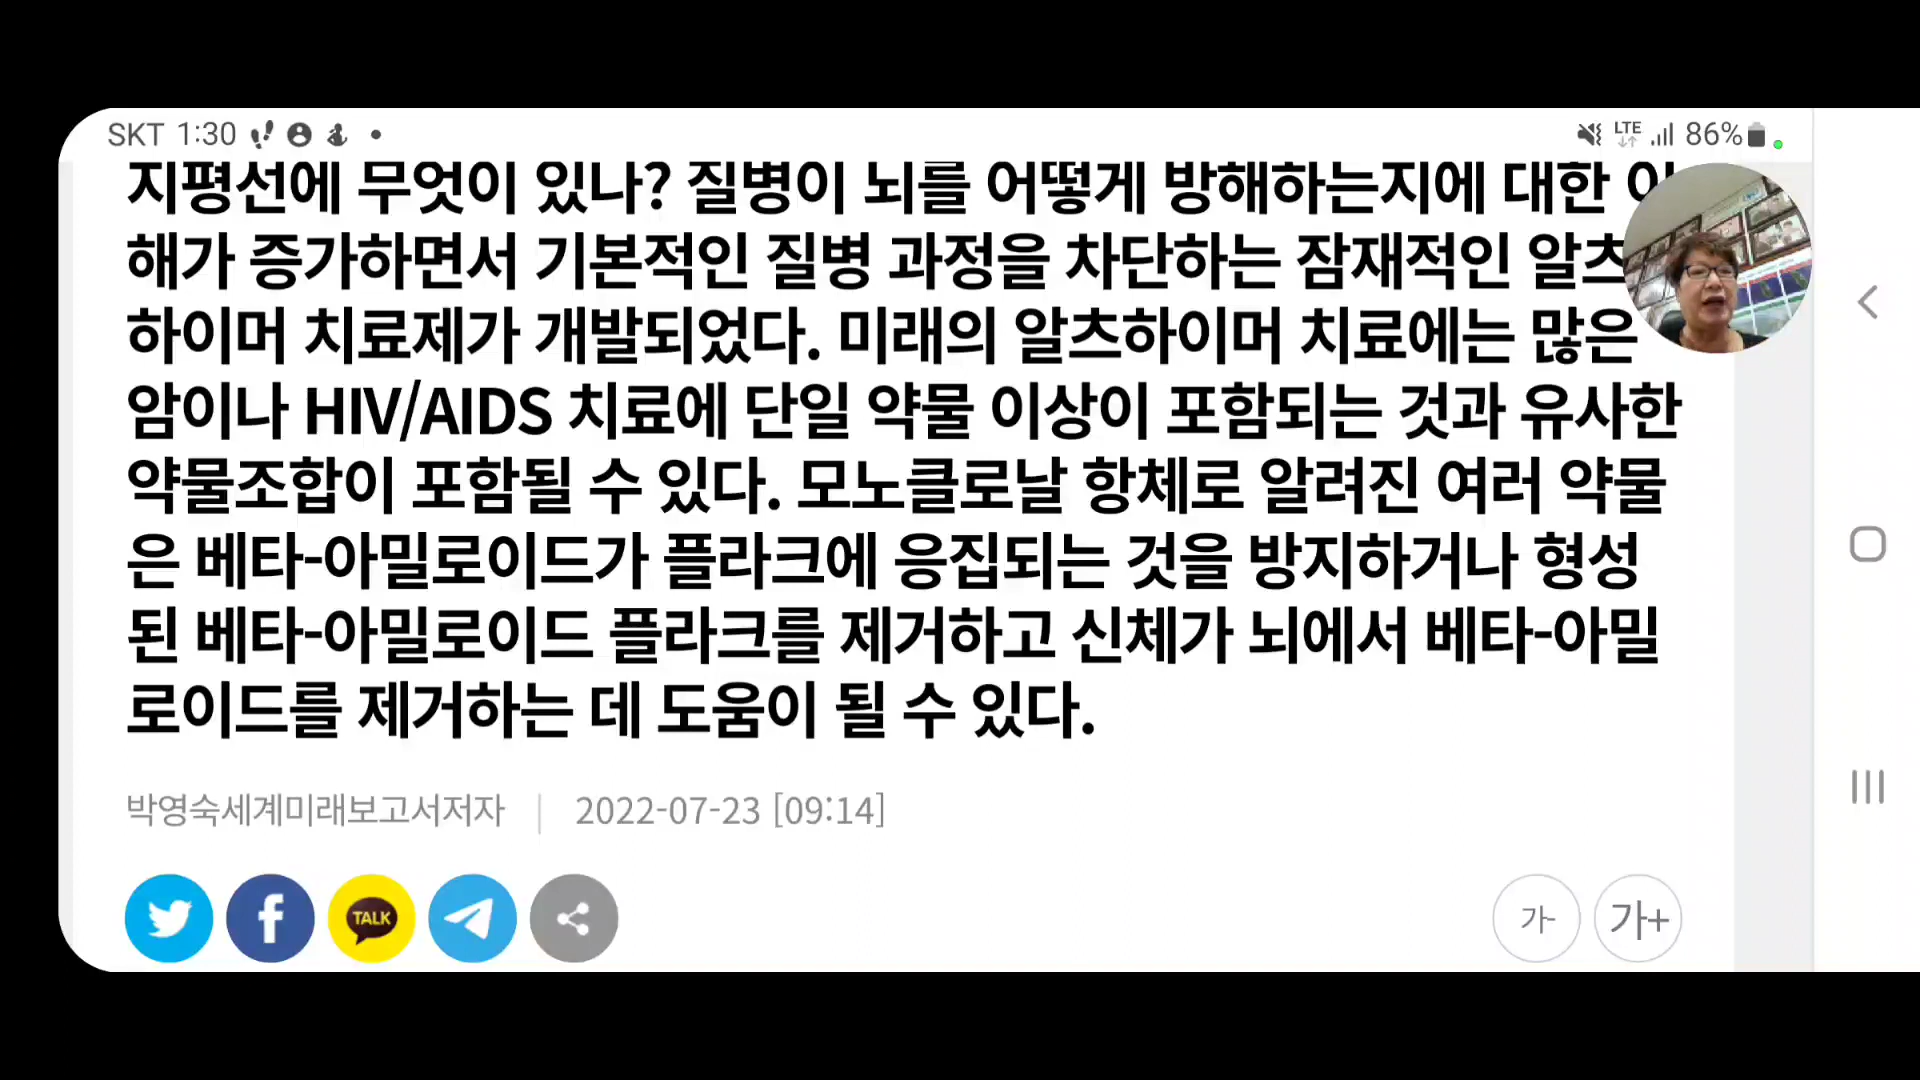 SKT 1:30
LTE 86%
지평선에 무엇이 있나? 질병이 뇌를 어떻게 방해하는지에 대한 이
해가 증가하면서 기본적인 질병 과정을 차단하는 잠재적인 알츠
하이머 치료제가 개발되었다. 미래의 알츠하이머 치료에는 많은
암이나 HIV/AIDS 치료에 단일 약물 이상이 포함되는 것과 유사한
약물조합이 포함될 수 있다. 모노클로날 항체로 알려진 여러 약물
은 베타-아밀로이드가 플라크에 응집되는 것을 방지하거나 형성
된 베타-아밀로이드 플라크를 제거하고 신체가 뇌에서 베타-아밀
로이드를 제거하는 데 도움이 될 수 있다.
박영숙세계미래보고서저자 | 2022-07-23 [09:14]
TALK
가-
가+